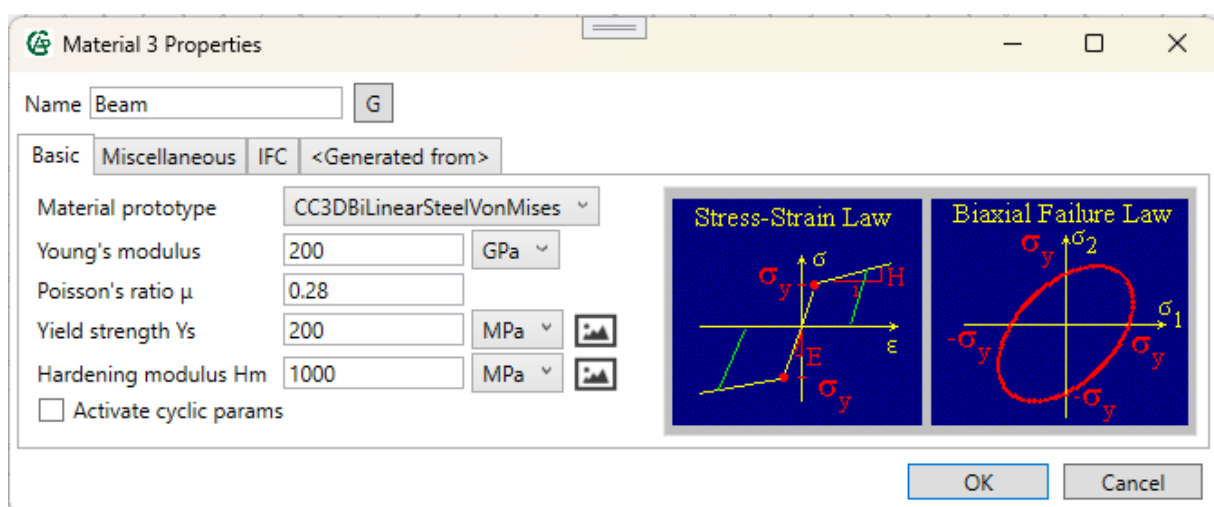 Material 3 Properties
Name Beam G
Basic Miscellaneous IFC <Generated from>
Material prototype CC3DBiLinearSteelVonMises
Young's modulus 200 GPa
Poisson's ratio μ 0.28
Yield strength Ys 200 MPa
Hardening modulus Hm 1000 MPa
Activate cyclic params
Stress-Strain Law
σ
σy
H
1
ε
E
σy
Biaxial Failure Law
σy
σ2
σ1
-σy
σy
-σy
OK Cancel